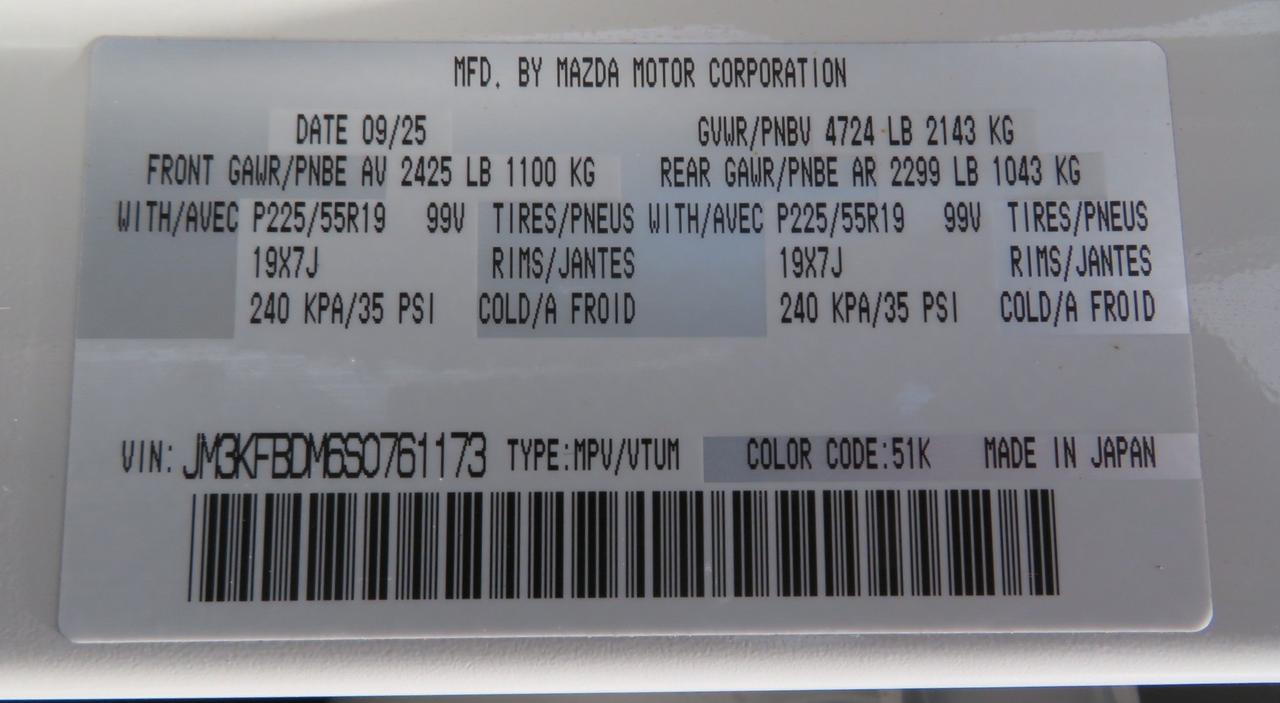 MFD. BY MAZDA MOTOR CORPORATION
DATE 09/25 GVWR/PNBV 4724 LB 2143 KG
FRONT GAWR/PNBE AV 2425 LB 1100 KG REAR GAWR/PNBE AR 2299 LB 1043 KG
WITH/AVEC P225/55R19 99V TIRES/PNEUS WITH/AVEC P225/55R19 99V TIRES/PNEUS
19X7J RIMS/JANTES 19X7J RIMS/JANTES
240 KPA/35 PSI COLD/A FROID 240 KPA/35 PSI COLD/A FROID
VIN: JM3KFBDM6S0761173 TYPE:MPV/VTUM COLOR CODE:51K MADE IN JAPAN